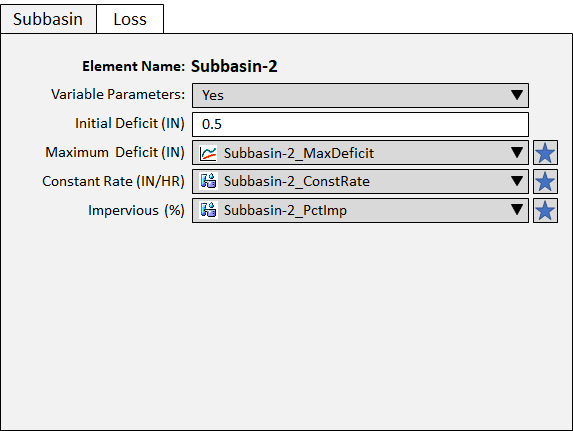 Subbasin Loss
Element Name: Subbasin-2
Variable Parameters: Yes
Initial Deficit (IN) 0.5
Maximum Deficit (IN) Subbasin-2_MaxDeficit
Constant Rate (IN/HR) Subbasin-2_ConstRate
Impervious (%) Subbasin-2_PctImp